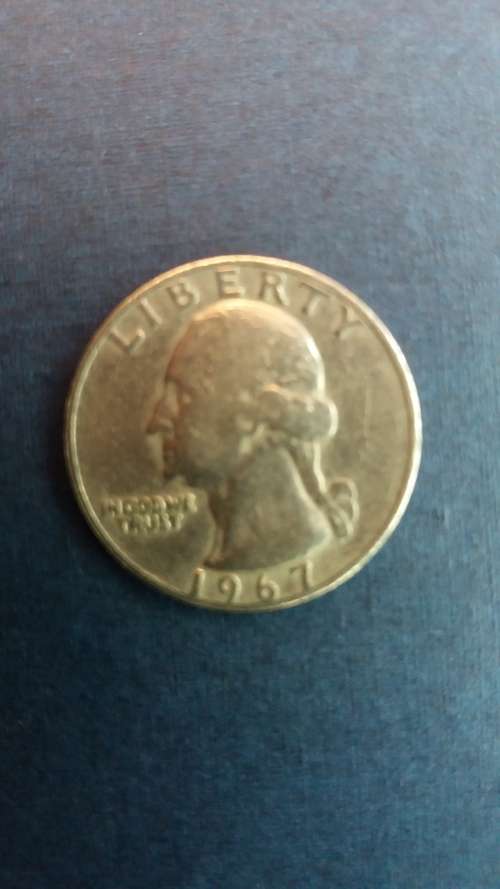 LIBERTY
IN GOD WE
TRUST
1967